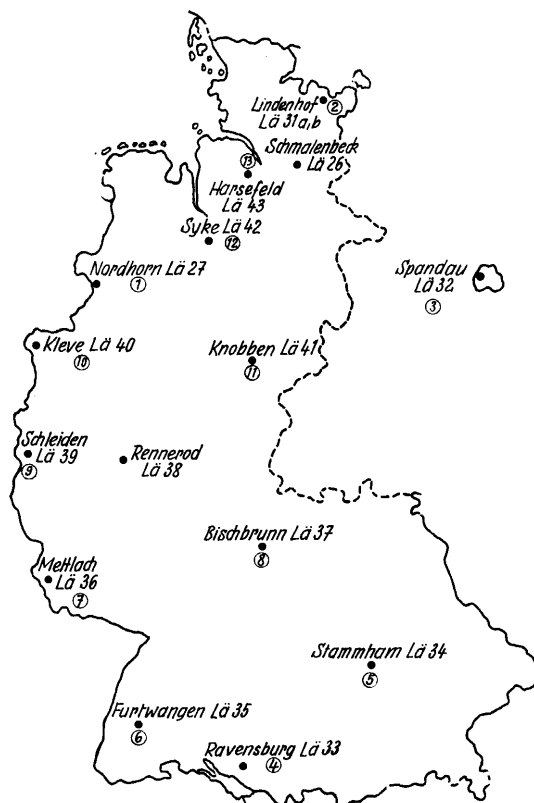 Lindenhof
②
Lä 31 a,b
Schmalenbeck
Lä 26
⑬
Harsefeld
Lä 43
Syke Lä 42
⑫
Nordhorn Lä 27
①
Spandau
Lä 32
③
Kleve Lä 40
⑩
Knobben Lä 41
⑪
Schleiden
Lä 39
⑨
Rennerod
Lä 38
Bischbrunn Lä 37
⑧
Mettlach
Lä 36
⑦
Stammham Lä 34
⑤
Furtwangen Lä 35
⑥
Ravensburg Lä 33
④